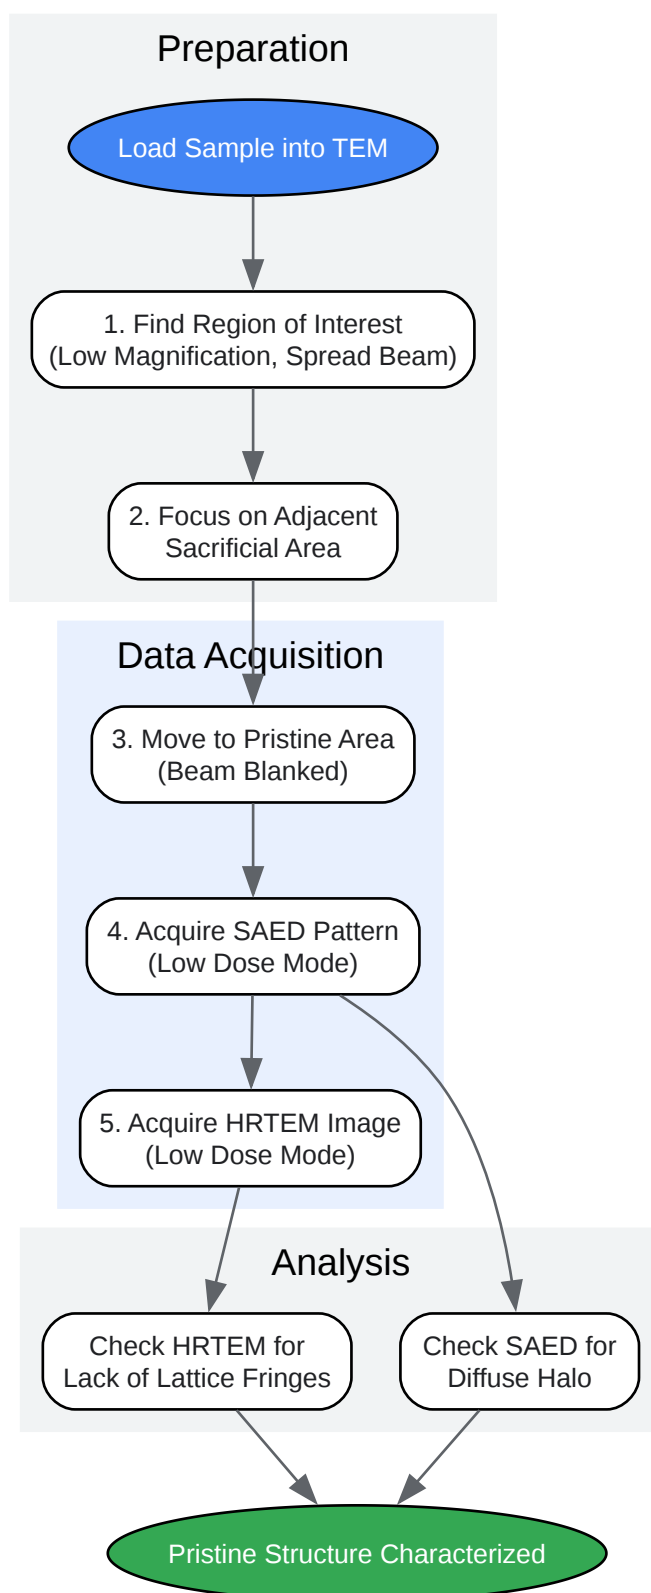 Preparation
Load Sample into TEM
1. Find Region of Interest
(Low Magnification, Spread Beam)
2. Focus on Adjacent
Sacrificial Area
Data Acquisition
3. Move to Pristine Area
(Beam Blanked)
4. Acquire SAED Pattern
(Low Dose Mode)
5. Acquire HRTEM Image
(Low Dose Mode)
Analysis
Check HRTEM for
Lack of Lattice Fringes
Check SAED for
Diffuse Halo
Pristine Structure Characterized